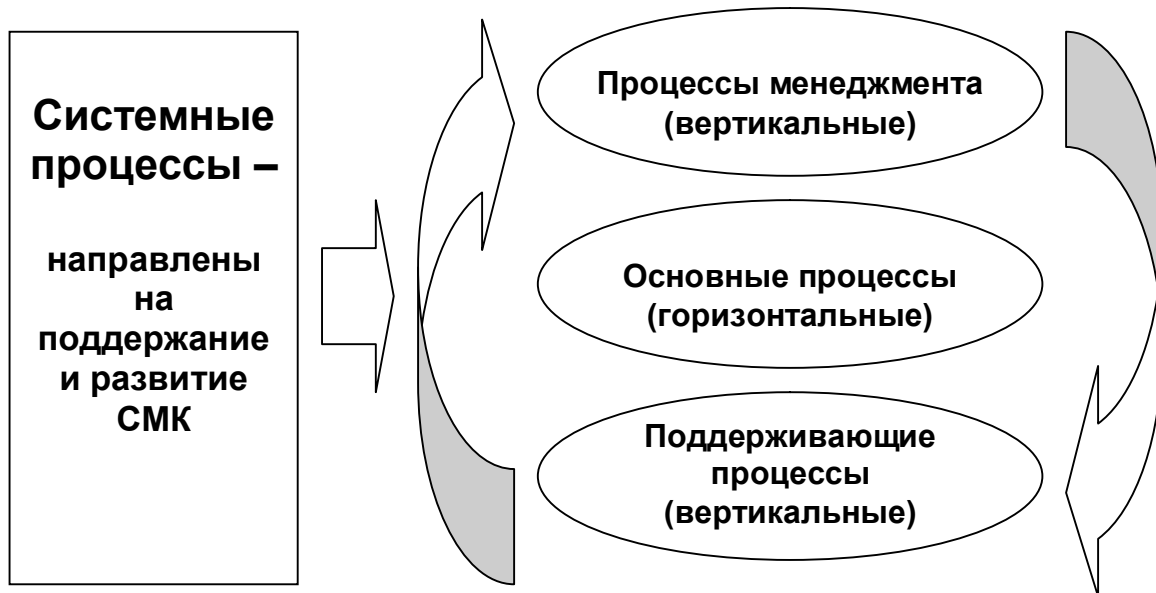 Системные
процессы –
направлены
на
поддержание
и развитие
СМК
Процессы менеджмента
(вертикальные)
Основные процессы
(горизонтальные)
Поддерживающие
процессы
(вертикальные)